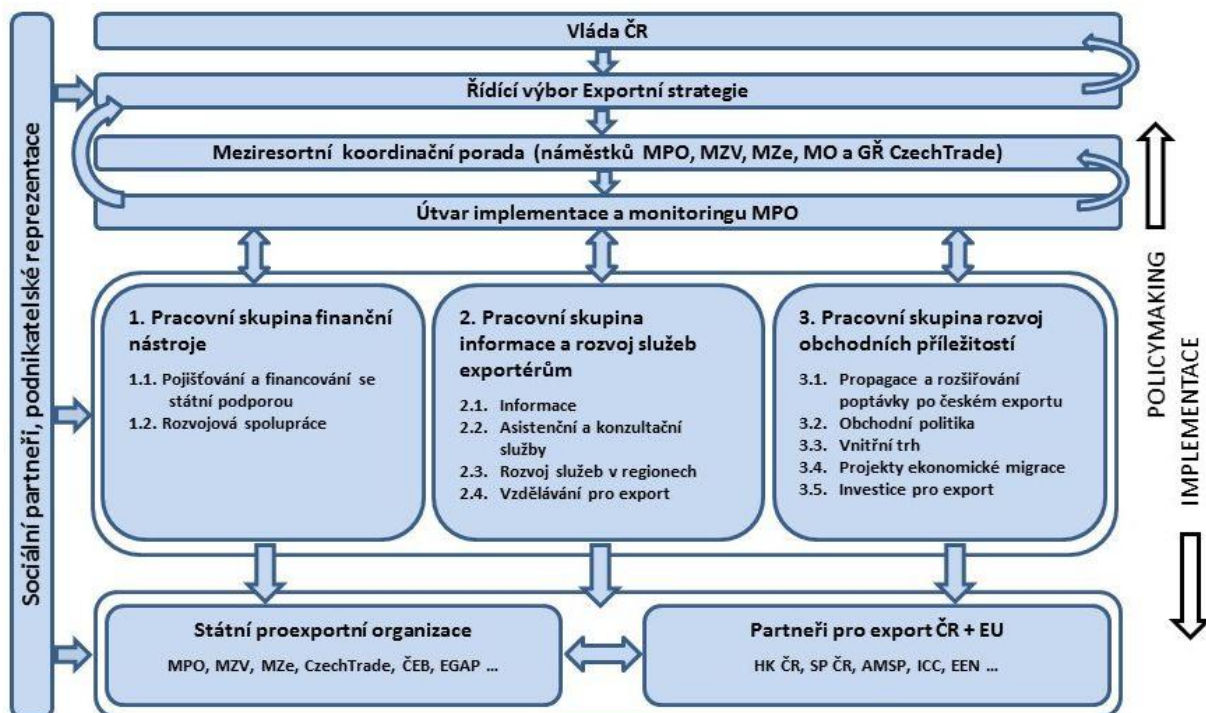 Sociální partneři, podnikatelské reprezentace
Vláda ČR
Řídící výbor Exportní strategie
Meziresortní koordinační porada (náměstků MPO, MZV, MZe, MO a GŘ CzechTrade)
Útvar implementace a monitoringu MPO
1. Pracovní skupina finanční
nástroje
1.1. Pojišťování a financování se
státní podporou
1.2. Rozvojová spolupráce
2. Pracovní skupina
informace a rozvoj služeb
exportérům
2.1. Informace
2.2. Asistenční a konzultační
služby
2.3. Rozvoj služeb v regionech
2.4. Vzdělávání pro export
3. Pracovní skupina rozvoj
obchodních příležitostí
3.1. Propagace a rozšiřování
poptávky po českém exportu
3.2. Obchodní politika
3.3. Vnitřní trh
3.4. Projekty ekonomické migrace
3.5. Investice pro export
Státní proexportní organizace
MPO, MZV, MZe, CzechTrade, ČEB, EGAP ...
Partneři pro export ČR + EU
HK ČR, SP ČR, AMSP, ICC, EEN ...
POLICYMAKING
IMPLEMENTACE